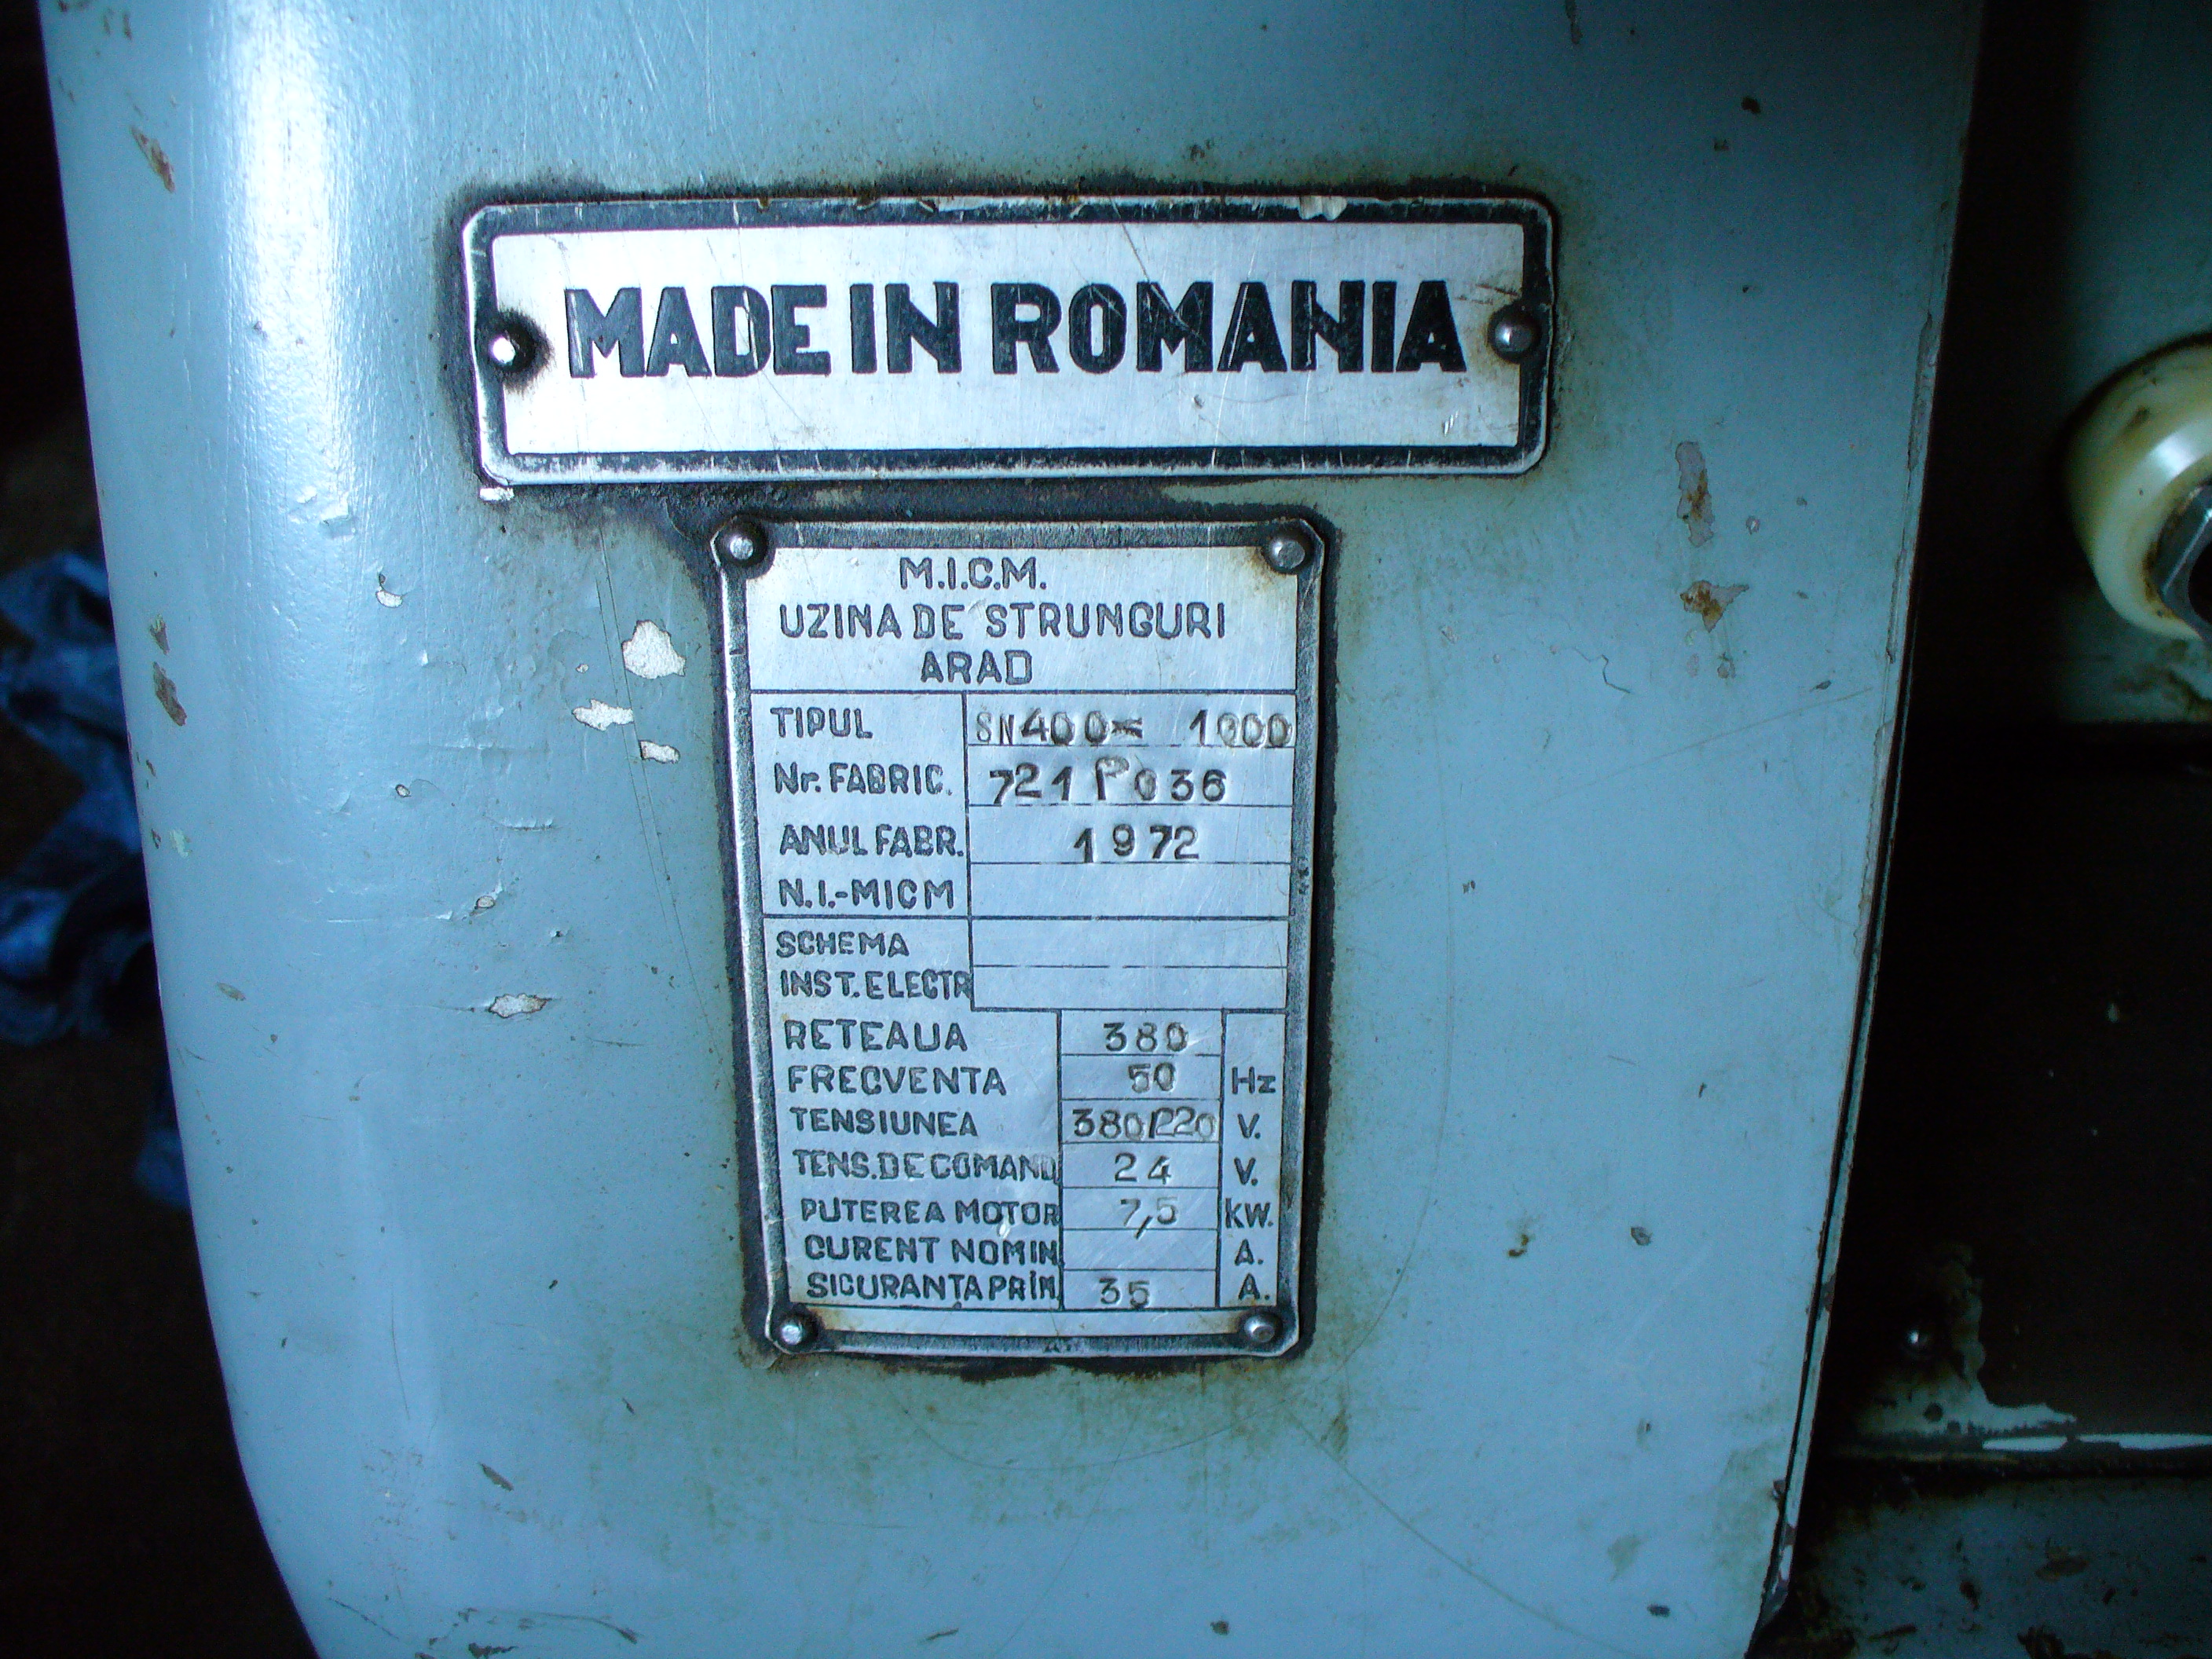 MADE IN ROMANIA
M.I.C.M.
UZINA DE STRUNGURI
ARAD
TIPUL SN400× 1000
Nr. FABRIC. 721 P 036
ANUL FABR. 1972
N.I.-MICM
SCHEMA
INST. ELECTR
RETEAUA 380
FRECVENTA 50 Hz
TENSIUNEA 380/220 V.
TENS. DE COMAND 24 V.
PUTEREA MOTOR 7,5 kW.
CURENT NOMIN A.
SIGURANȚA PRIM. 35 A.